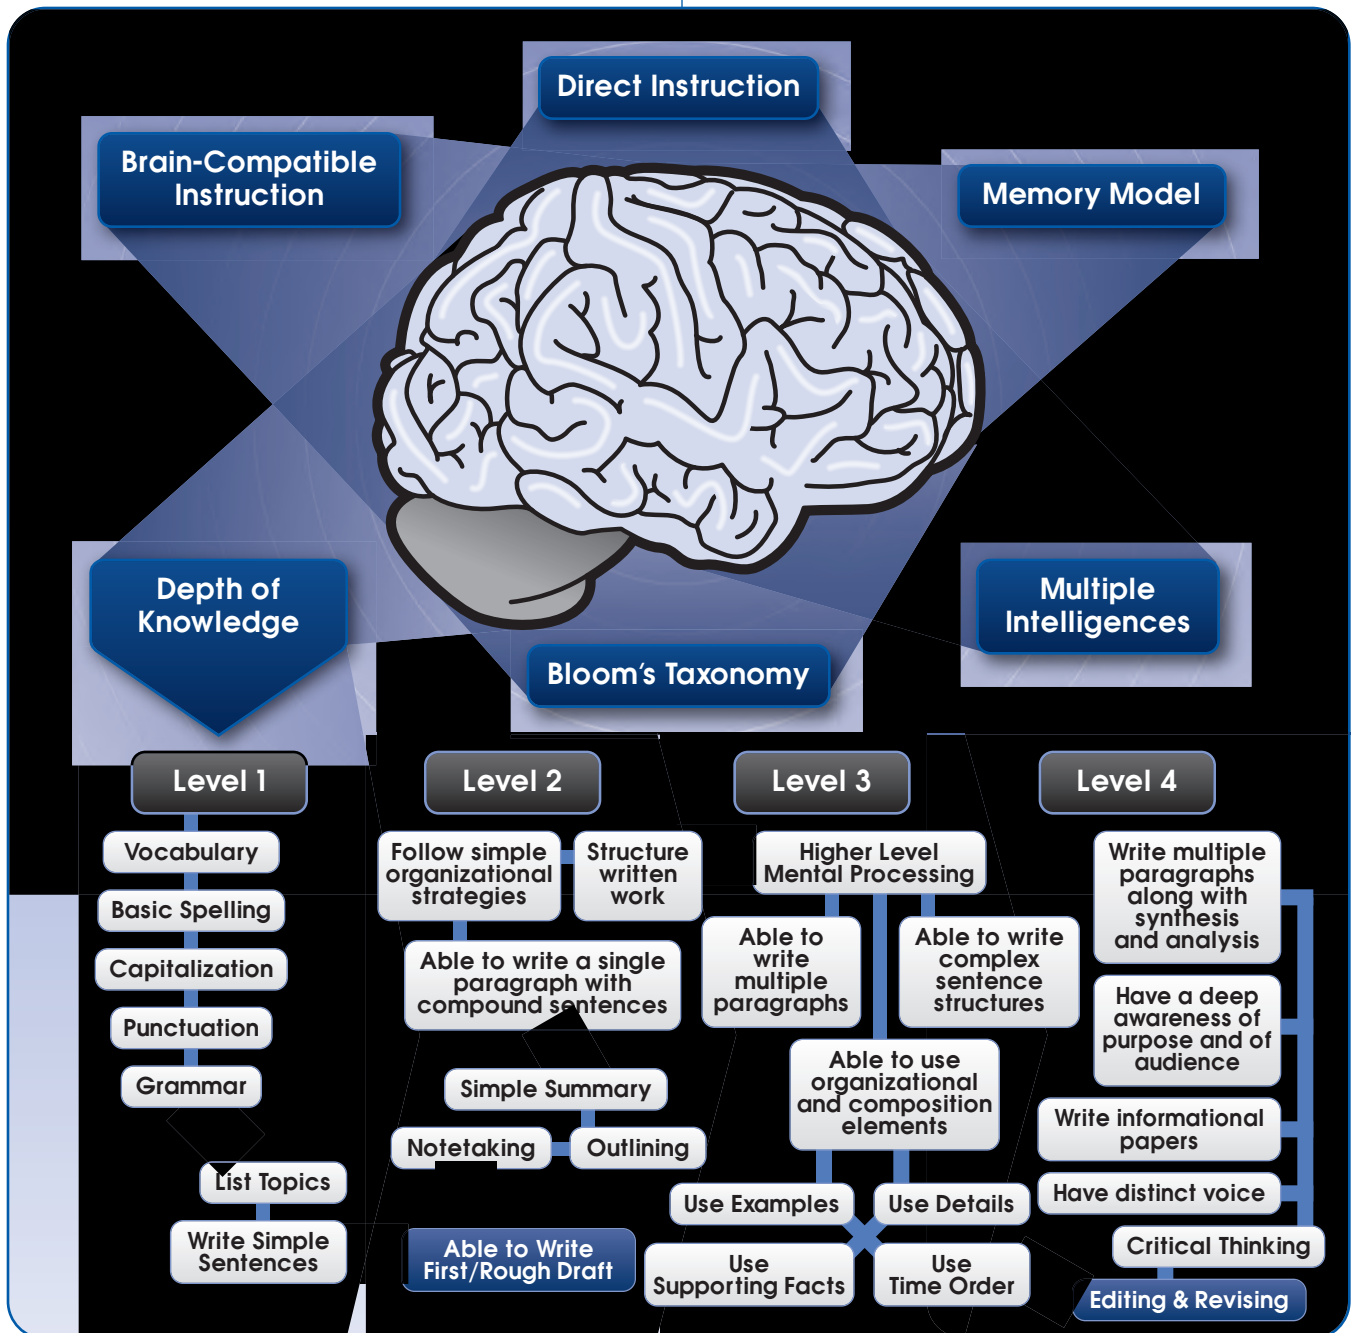 Direct Instruction
Brain-Compatible
Instruction
Memory Model
Depth of
Knowledge
Multiple
Intelligences
Bloom's Taxonomy
Level 1
Vocabulary
Basic Spelling
Capitalization
Punctuation
Grammar
List Topics
Write Simple
Sentences
Level 2
Follow simple
organizational
strategies
Structure
written
work
Able to write a single
paragraph with
compound sentences
Simple Summary
Notetaking
Outlining
Able to Write
First/Rough Draft
Level 3
Higher Level
Mental Processing
Able to
write
multiple
paragraphs
Able to write
complex
sentence
structures
Able to use
organizational
and composition
elements
Use Examples
Use Details
Use
Supporting Facts
Use
Time Order
Level 4
Write multiple
paragraphs
along with
synthesis
and analysis
Have a deep
awareness of
purpose and of
audience
Write informational
papers
Have distinct voice
Critical Thinking
Editing & Revising